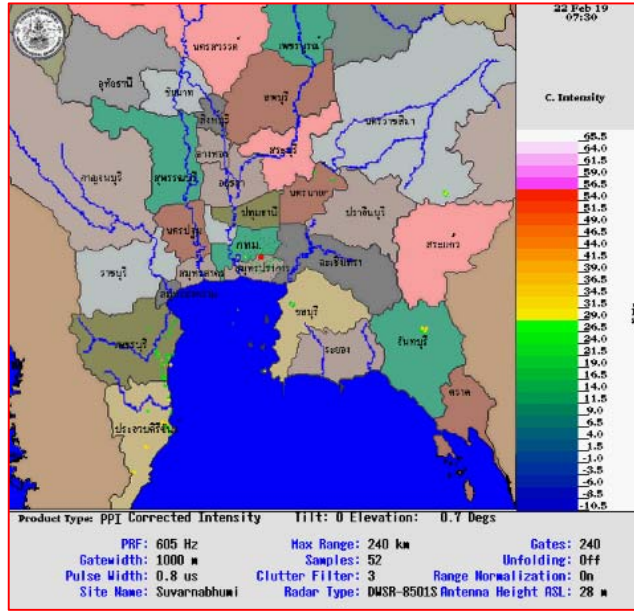 22 Feb 19
07:30
C. Intensity
นครสวรรค์
เพชรบูรณ์
อุทัยธานี
ชัยนาท
ลพบุรี
สิงห์บุรี
นครราชสีมา
อ่างทอง
สระบุรี
กาญจนบุรี
สุพรรณบุรี
อยุธยา
นครนายก
ปราจีนบุรี
ปทุมธานี
นครปฐม
กทม.
สระแก้ว
ราชบุรี
สมุทรสาคร
สมุทรปราการ
ฉะเชิงเทรา
ชลบุรี
เพชรบุรี
ระยอง
จันทบุรี
ตราด
65.5
64.0
61.5
59.0
56.5
54.0
51.5
49.0
46.5
44.0
41.5
39.0
36.5
34.0
31.5
29.0
26.5
24.0
21.5
19.0
16.5
14.0
11.5
9.0
6.5
4.0
1.5
-1.0
-3.5
-6.0
-8.5
-10.5
Product Type: PPI Corrected Intensity Tilt: 0 Elevation: 0.7 Degs
PRF: 605 Hz Max Range: 240 km Gates: 240
Gatewidth: 1000 m Samples: 52 Unfolding: Off
Pulse Width: 0.8 us Clutter Filter: 3 Range Normalization: On
Site Name: Suvarnabhumi Radar Type: DWSR-8501S Antenna Height ASL: 28 m